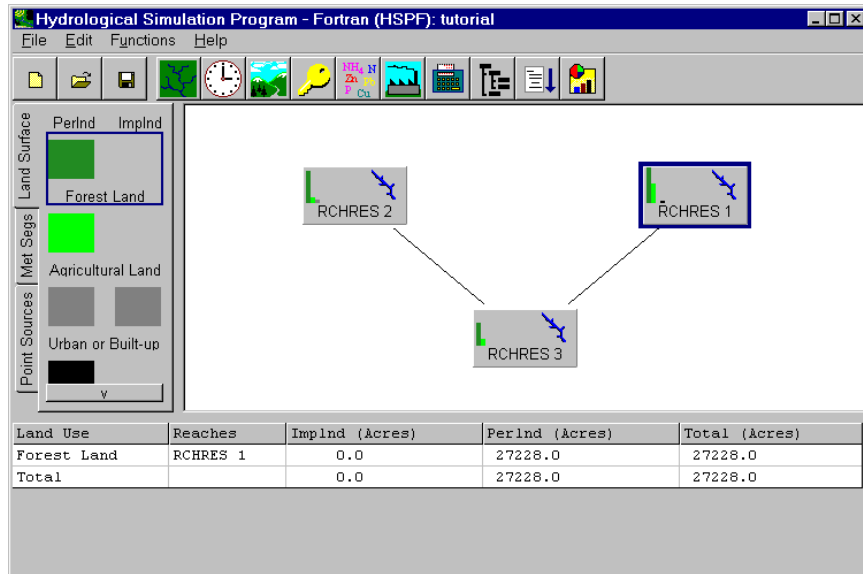 Hydrological Simulation Program - Fortran (HSPF): tutorial
File Edit Functions Help
NH4 N
Zn Pb
P Cu
Land Surface
Met Segs
Point Sources
PerInd ImpInd
Forest Land
Agricultural Land
Urban or Built-up
v
RCHRES 2
RCHRES 1
RCHRES 3
Land Use Reaches ImpInd (Acres) PerInd (Acres) Total (Acres)
Forest Land RCHRES 1 0.0 27228.0 27228.0
Total 0.0 27228.0 27228.0